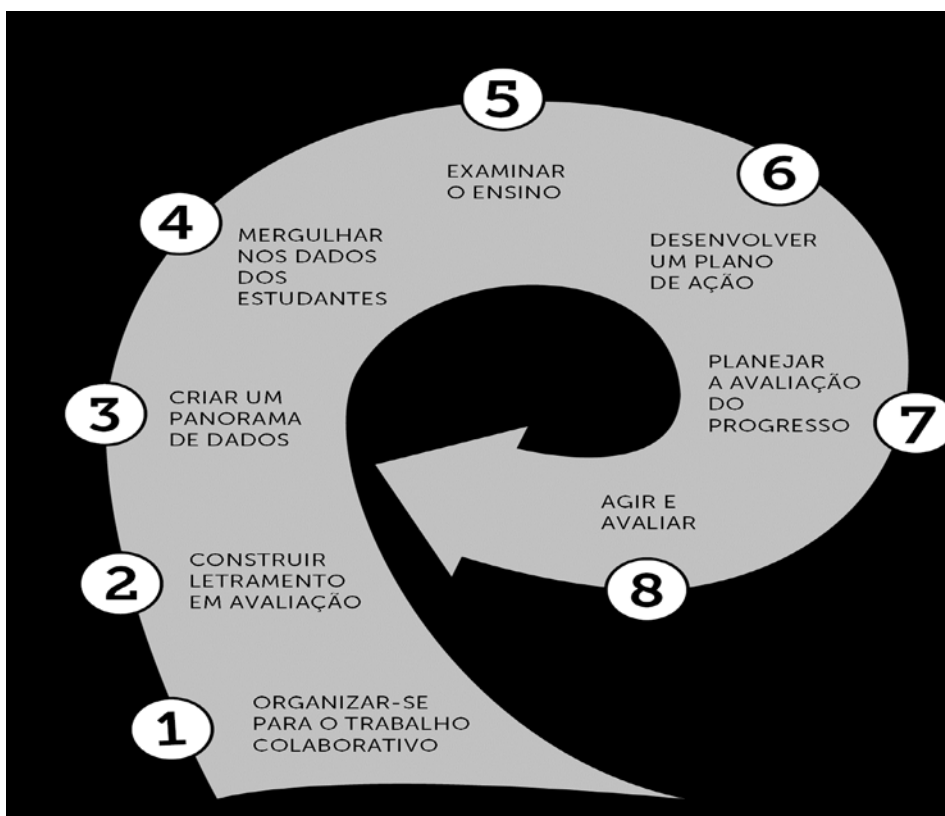 1
ORGANIZAR-SE
PARA O TRABALHO
COLABORATIVO
2
CONSTRUIR
LETRAMENTO
EM AVALIAÇÃO
3
CRIAR UM
PANORAMA
DE DADOS
4
MERGULHAR
NOS DADOS
DOS
ESTUDANTES
5
EXAMINAR
O ENSINO
6
DESENVOLVER
UM PLANO
DE AÇÃO
7
PLANEJAR
A AVALIAÇÃO
DO
PROGRESSO
8
AGIR E
AVALIAR